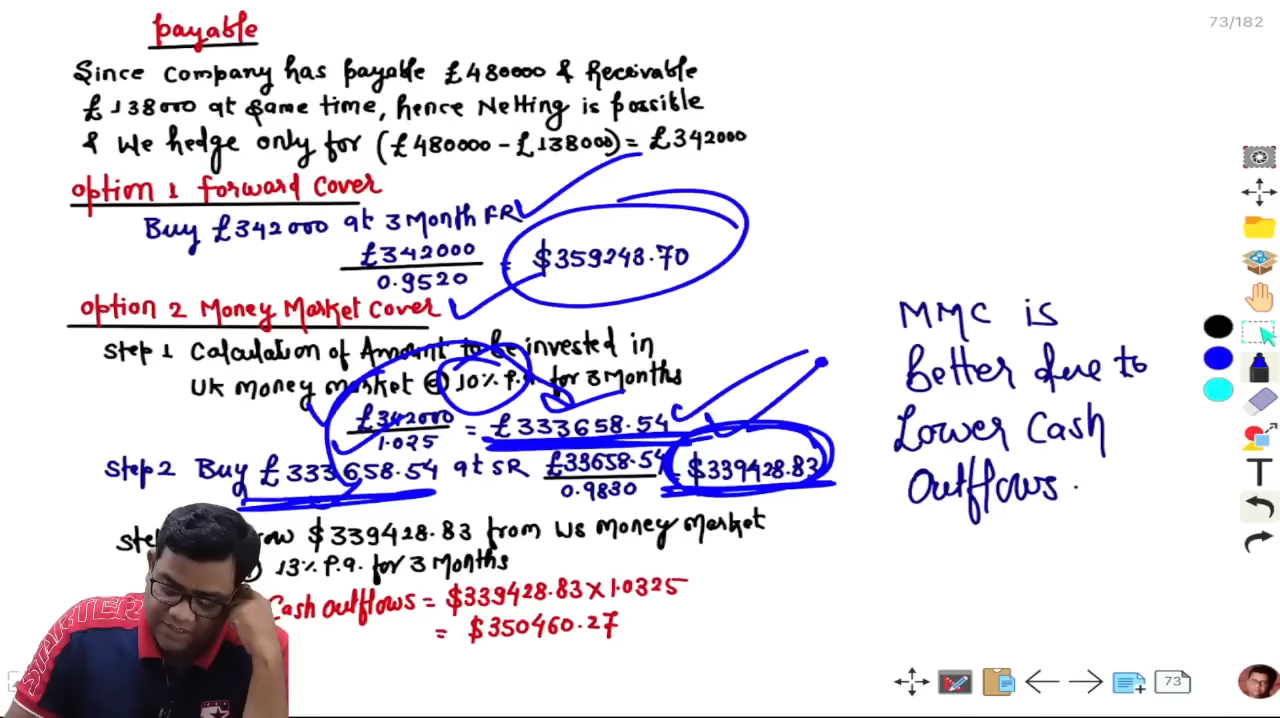 73/182
Payable
Since Company has payable £480000 & Receivable
£138000 at same time, hence Netting is possible
& We hedge only for (£480000 - £138000) = £342000
Option 1 Forward Cover
Buy £342000 at 3 Month FR
£342000
0.9520
= $359248.70
Option 2 Money Market Cover
Step 1 Calculation of Amount to be invested in
UK money market @ 10% P.a. for 3 Months
£342000
1.025
= £333658.54
Step 2 Buy £333658.54 at SR £33658.54
0.9830
= $339428.83
Ste $339428.83 from US money market
13% P.a. for 3 Months
Cash outflows = $339428.83 x 1.0325
= $350460.27
MMC is
Better due to
Lower Cash
Outflows.
STARTER
T
73